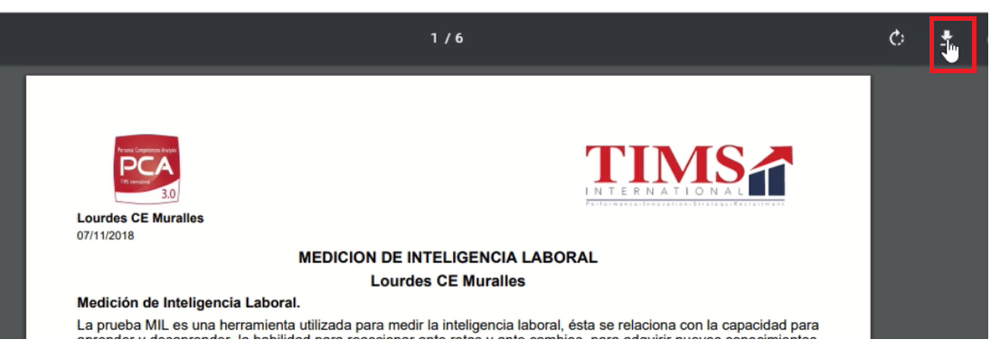 1 / 6
Personal Competences Analysis
PCA
TIMS International
3.0
TIMS
INTERNATIONAL
Performance-Innovation-Strategy-Recruitment
Lourdes CE Muralles
07/11/2018
MEDICION DE INTELIGENCIA LABORAL
Lourdes CE Muralles
Medición de Inteligencia Laboral.
La prueba MIL es una herramienta utilizada para medir la inteligencia laboral, ésta se relaciona con la capacidad para
aprender y desaprender, la habilidad para reaccionar ante retos y ante cambios, para adquirir nuevos conocimientos